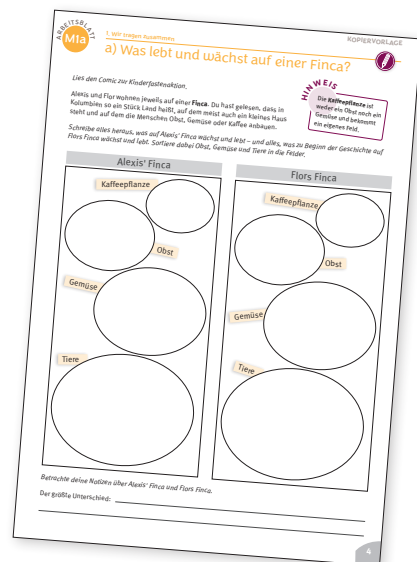 ARBEITSBLATT
M1a
KOPIERVORLAGE
1. Wir tragen zusammen
a) Was lebt und wächst auf einer Finca?
Lies den Comic zur Kinderfastenaktion.
Alexis und Flor wohnen jeweils auf einer Finca. Du hast gelesen, dass in
Kolumbien so ein Stück Land heißt, auf dem meist auch ein kleines Haus
steht und auf dem die Menschen Obst, Gemüse oder Kaffee anbauen.
HINWEIS
Die Kaffeepflanze ist
weder ein Obst noch ein
Gemüse und bekommt
ein eigenes Feld.
Schreibe alles heraus, was auf Alexis' Finca wächst und lebt – und alles, was zu Beginn der Geschichte auf
Flors Finca wächst und lebt. Sortiere dabei Obst, Gemüse und Tiere in die Felder.
Alexis' Finca
Kaffeepflanze
Obst
Gemüse
Tiere
Flors Finca
Kaffeepflanze
Obst
Gemüse
Tiere
Betrachte deine Notizen über Alexis' Finca und Flors Finca.
Der größte Unterschied:
4